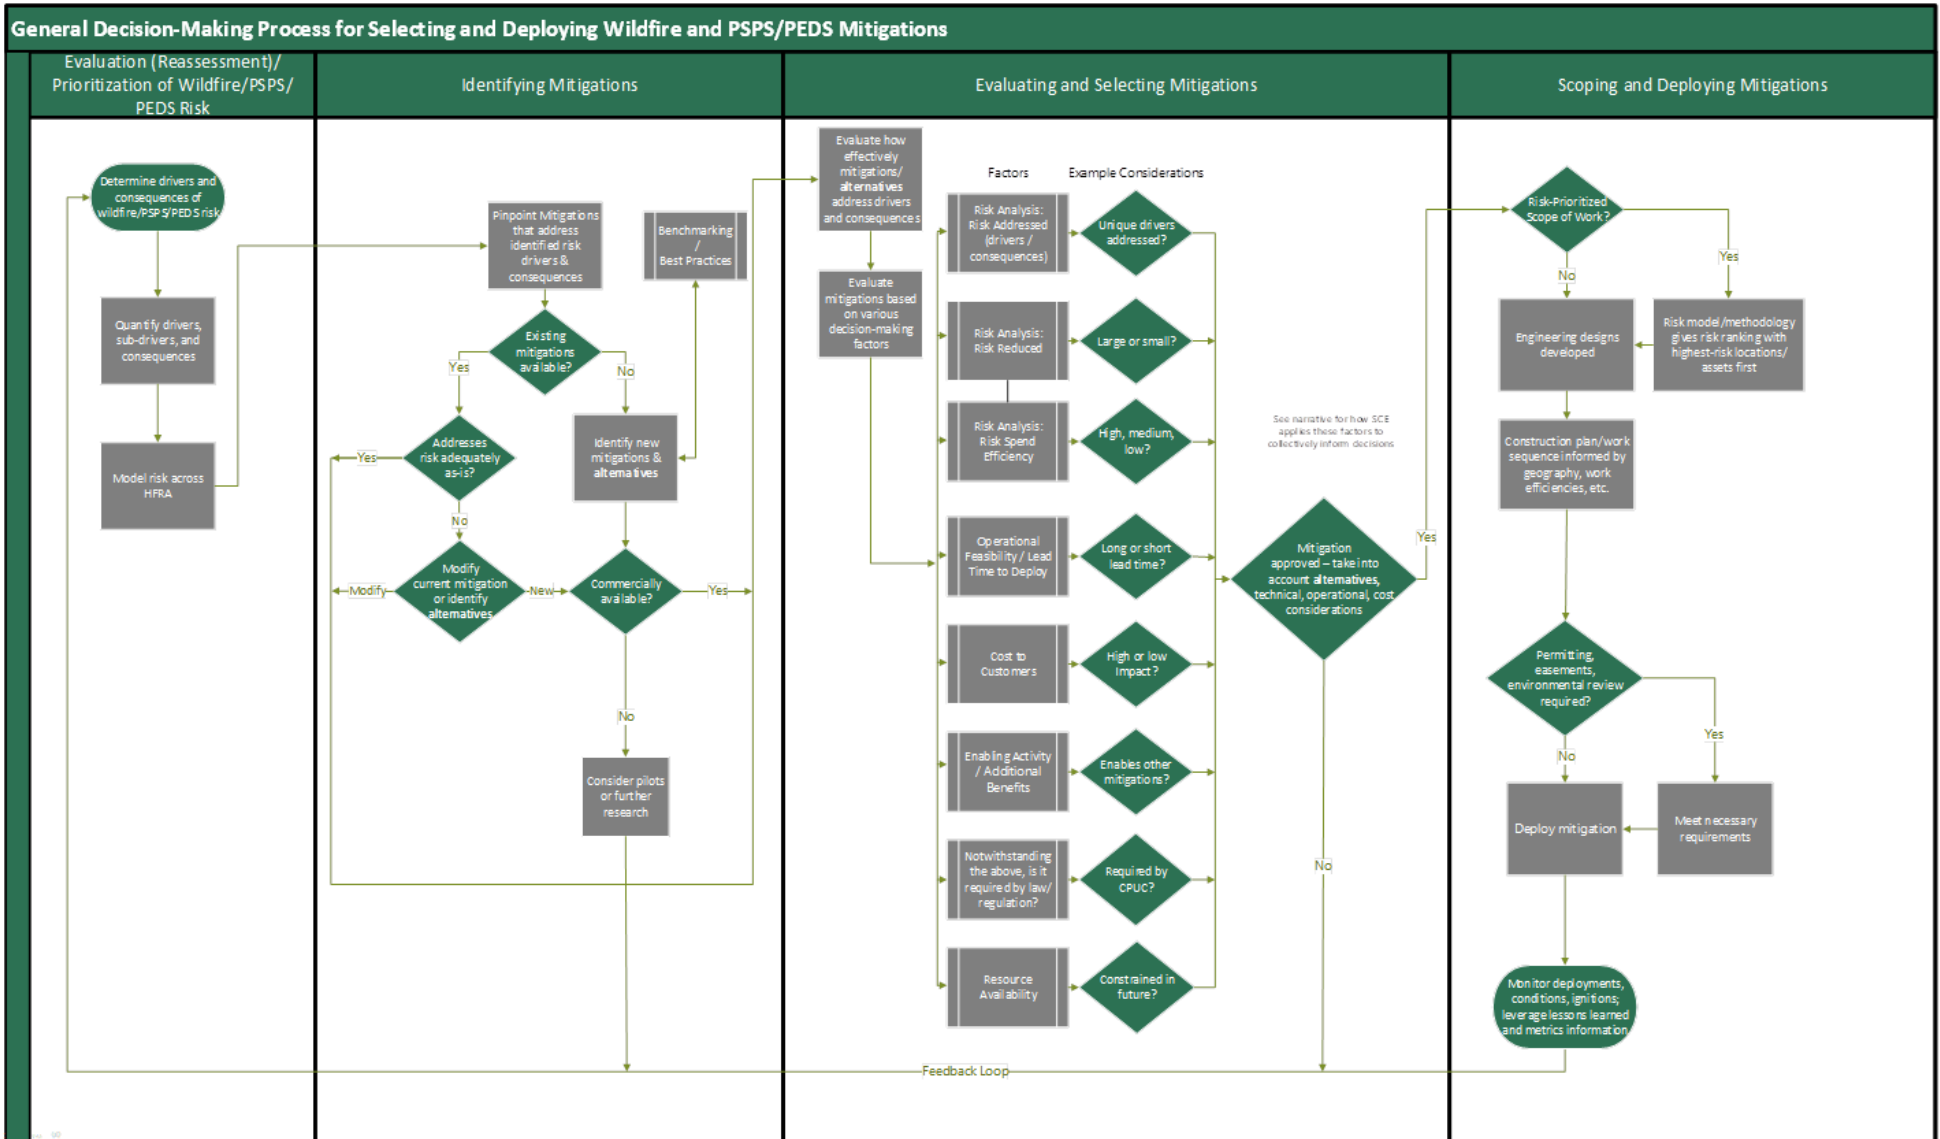 General Decision-Making Process for Selecting and Deploying Wildfire and PSPS/PEDS Mitigations
Evaluation (Reassessment)/
Prioritization of Wildfire/PSPS/
PEDS Risk
Identifying Mitigations
Evaluating and Selecting Mitigations
Scoping and Deploying Mitigations
Determine drivers and
consequences of
wildfire/PSPS/PEDS risk
Quantify drivers,
sub-drivers, and
consequences
Model risk across
HFRA
Pinpoint Mitigations
that address
identified risk
drivers &
consequences
Benchmarking
/
Best Practices
Existing
mitigations
available?
Yes
No
Addresses
risk adequately
as-is?
Yes
No
Identify new
mitigations &
alternatives
Modify
current mitigation
or identify
alternatives
Modify
New
Commercially
available?
Yes
No
Consider pilots
or further
research
Evaluate how
effectively
mitigations/
alternatives
address drivers
and consequences
Evaluate
mitigations based
on various
decision-making
factors
Factors
Example Considerations
Risk Analysis:
Risk Addressed
(drivers /
consequences)
Unique drivers
addressed?
Risk Analysis:
Risk Reduced
Large or small?
Risk Analysis:
Risk Spend
Efficiency
High, medium,
low?
Operational
Feasibility / Lead
Time to Deploy
Long or short
lead time?
Cost to
Customers
High or low
Impact?
Enabling Activity
/ Additional
Benefits
Enables other
mitigations?
Notwithstanding
the above, is it
required by law/
regulation?
Required by
CPUC?
Resource
Availability
Constrained in
future?
See narrative for how SCE
applies these factors to
collectively inform decisions
Mitigation
approved – take into
account alternatives,
technical, operational, cost
considerations
Yes
No
Risk-Prioritized
Scope of Work?
No
Yes
Engineering designs
developed
Risk model/methodology
gives risk ranking with
highest-risk locations/
assets first
Construction plan/work
sequence informed by
geography, work
efficiencies, etc.
Permitting,
easements,
environmental review
required?
No
Yes
Deploy mitigation
Meet necessary
requirements
Monitor deployments,
conditions, ignitions;
leverage lessons learned
and metrics information
Feedback Loop